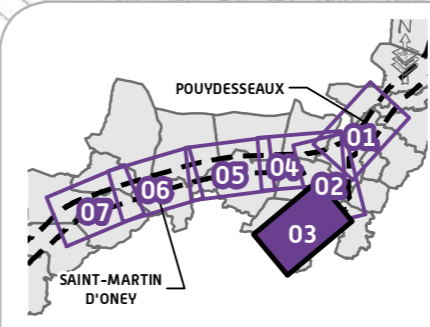 N
POUYDESSEAUX
01
02
03
04
05
06
07
SAINT-MARTIN
D'ONEY